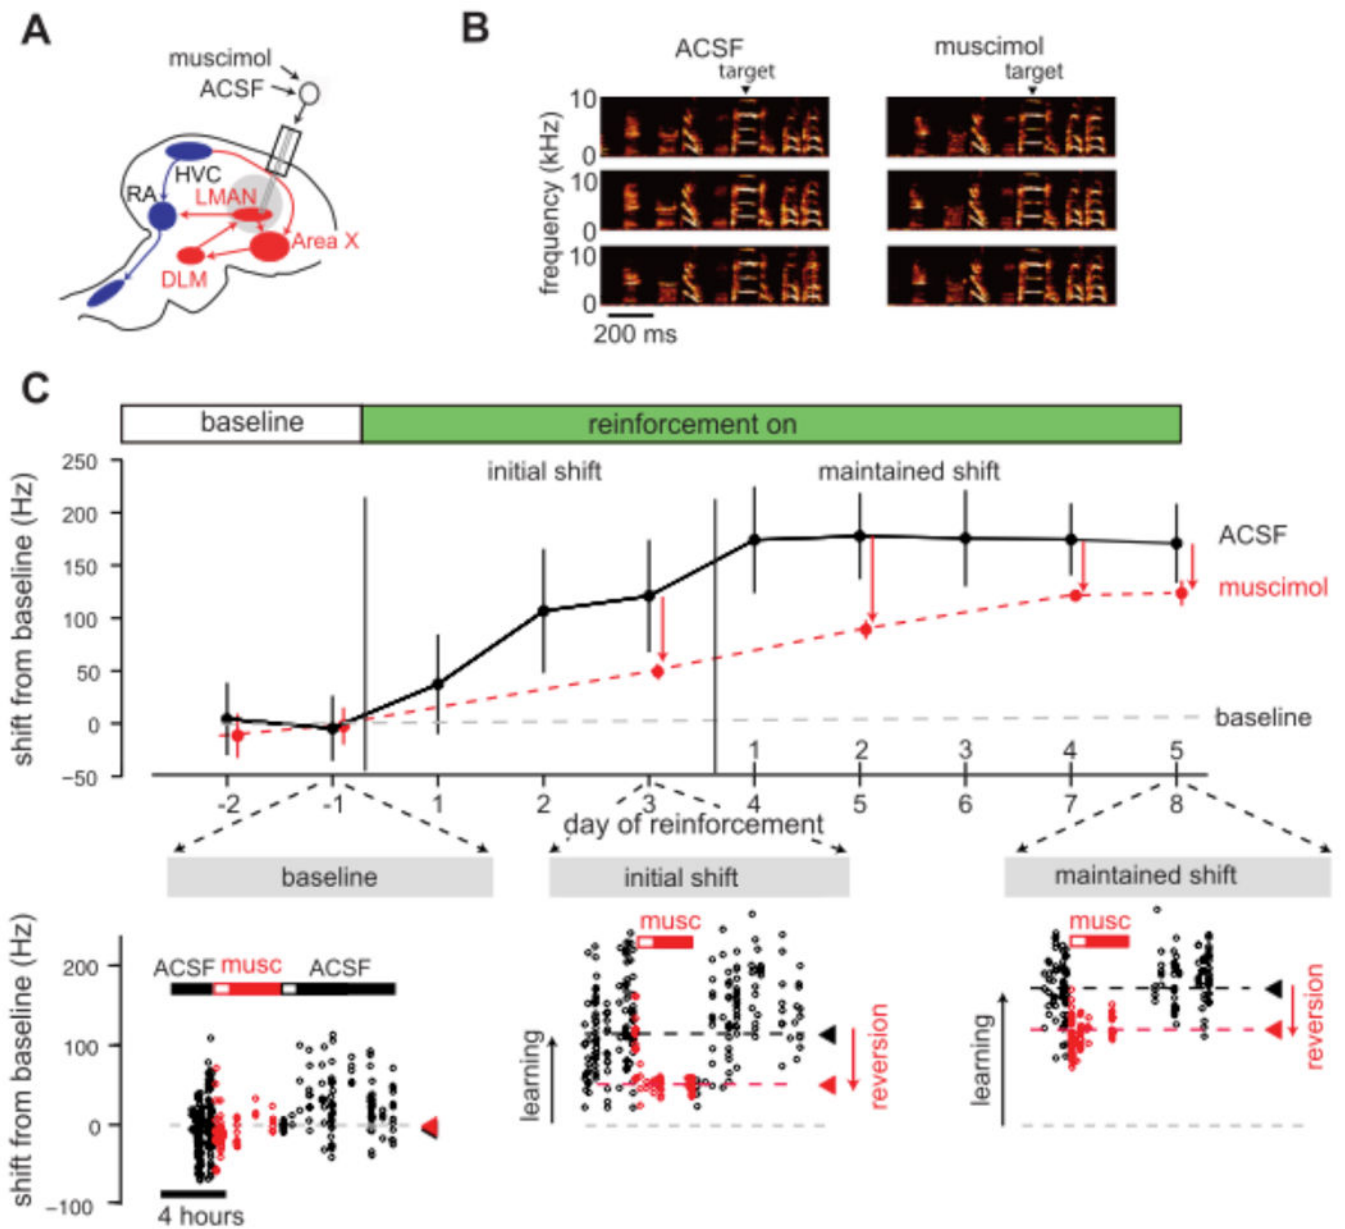 A
muscimol
ACSF
HVC
RA
LMAN
Area X
DLM
B
ACSF
muscimol
target
target
frequency (kHz)
10
0
10
0
10
0
200 ms
C
baseline
reinforcement on
shift from baseline (Hz)
250
200
150
100
50
0
−50
initial shift
maintained shift
ACSF
muscimol
baseline
1 2 3 4 5
-2 -1 1 2 3 4 5 6 7 8
day of reinforcement
baseline
initial shift
maintained shift
shift from baseline (Hz)
200
100
0
−100
ACSF musc ACSF
4 hours
musc
learning
reversion
musc
learning
reversion